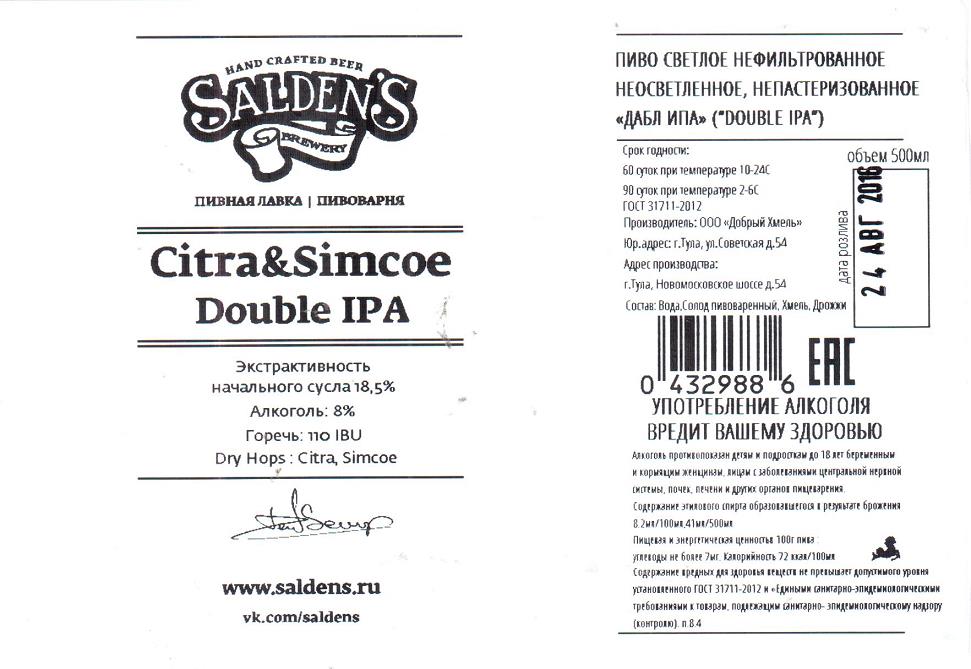 HAND CRAFTED BEER
SALDEN'S
BREWERY
ПИВНАЯ ЛАВКА | ПИВОВАРНЯ
Citra&Simcoe
Double IPA
Экстрактивность
начального сусла 18,5%
Алкоголь: 8%
Горечь: 110 IBU
Dry Hops : Citra, Simcoe
www.saldens.ru
vk.com/saldens
ПИВО СВЕТЛОЕ НЕФИЛЬТРОВАННОЕ
НЕОСВЕТЛЕННОЕ, НЕПАСТЕРИЗОВАННОЕ
«ДАБЛ ИПА» ("DOUBLE IPA")
Срок годности:
60 суток при температуре 10-24С
90 суток при температуре 2-6С
ГОСТ 31711-2012
Производитель: ООО «Добрый Хмель»
Юр.адрес: г.Тула, ул.Советская д.54
Адрес производства:
г.Тула, Новомосковское шоссе д.54
Состав: Вода,Солод пивоваренный, Хмель, Дрожжи
объем 500мл
дата розлива
24 АВГ 2016
0 432988 6
EAC
УПОТРЕБЛЕНИЕ АЛКОГОЛЯ
ВРЕДИТ ВАШЕМУ ЗДОРОВЬЮ
Алкоголь противопоказан детям и подросткам до 18 лет беременным
и кормящим женщинам, лицам с заболеваниями центральной нервной
системы, почек, печени и других органов пищеварения.
Содержание этилового спирта образовавшегося в результате брожения
8.2мл/100мл,41мл/500мл
Пищевая и энергетическая ценность 100г пива :
углеводы не более 7мг. Калорийность 72 ккал/100мл
Содержание вредных для здоровья веществ не превышает допустимого уровня
установленного ГОСТ 31711-2012 и «Едиными санитарно-эпидемиологическими
требованиями к товарам, подлежащим санитарно- эпидемиологическому надзору
(контролю). п 8.4